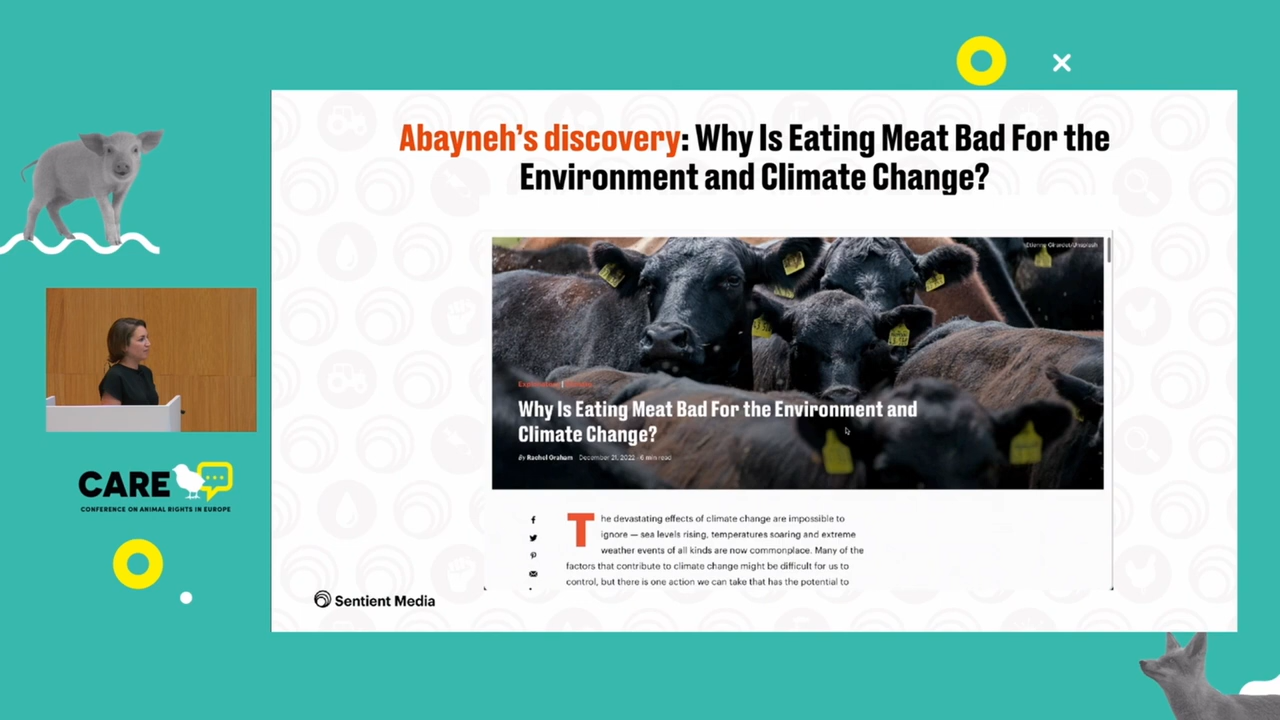 Abayneh's discovery: Why Is Eating Meat Bad For the
Environment and Climate Change?
Etienne Girardet/Unsplash
Why Is Eating Meat Bad For the Environment and
Climate Change?
By Rachel Graham December 21, 2022 · 6 min read
The devastating effects of climate change are impossible to
ignore — sea levels rising, temperatures soaring and extreme
weather events of all kinds are now commonplace. Many of the
factors that contribute to climate change might be difficult for us to
control, but there is one action we can take that has the potential to
Sentient Media
CARE
CONFERENCE ON ANIMAL RIGHTS IN EUROPE